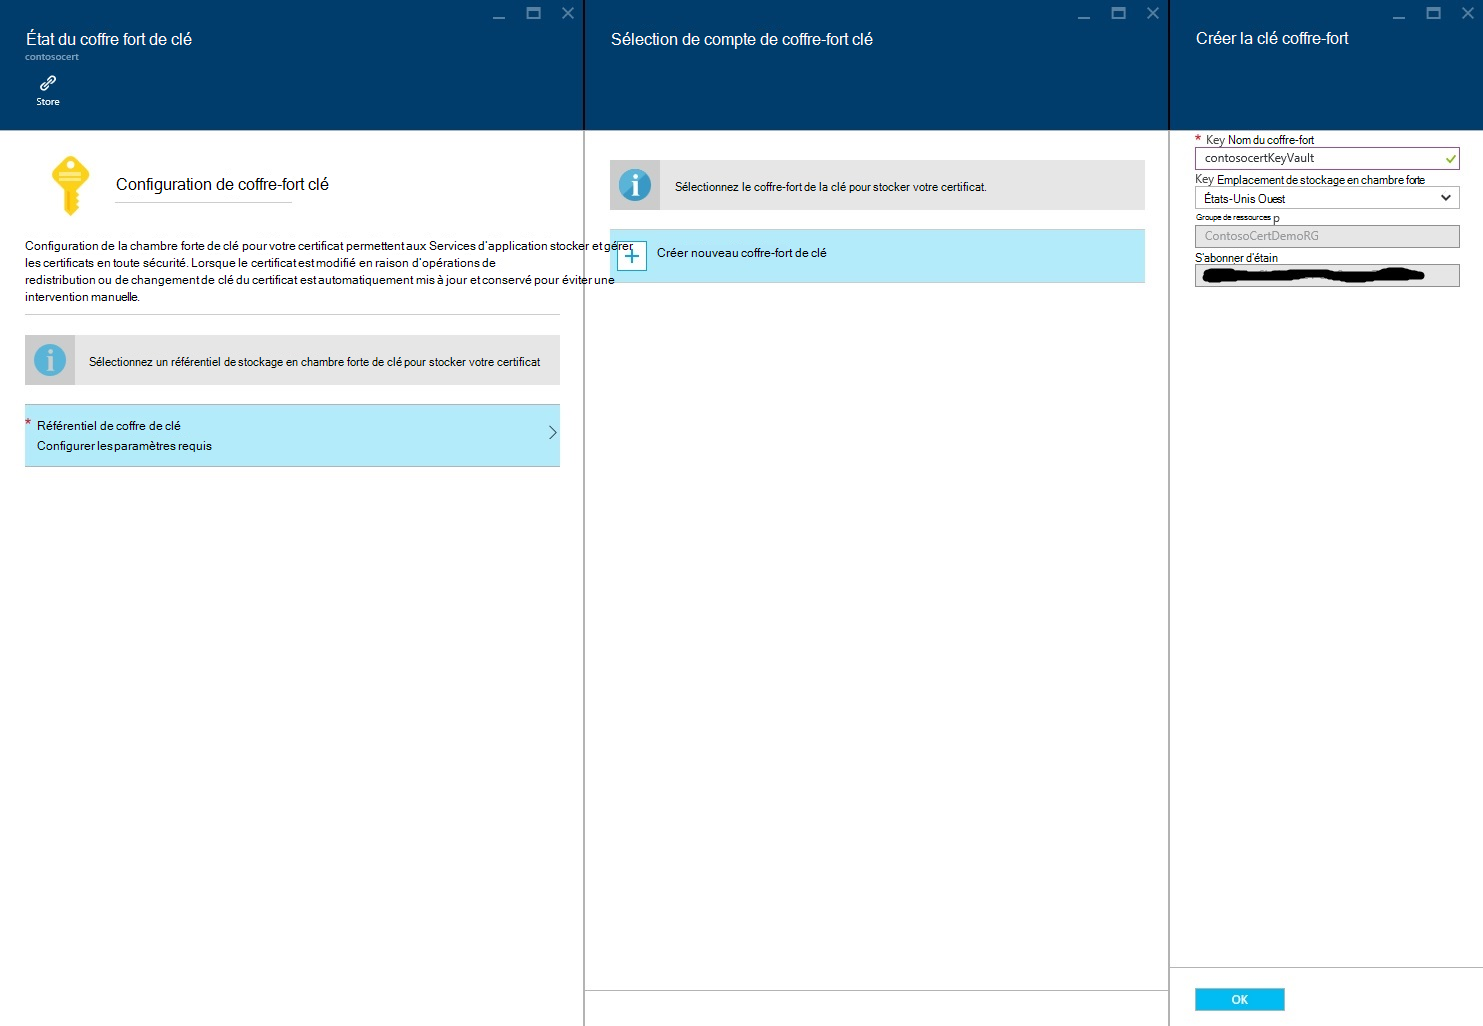 État du coffre fort de clé
contosocert
Store
Configuration de coffre-fort clé
Configuration de la chambre forte de clé pour votre certificat permettent aux Services d'application stocker et gérer
les certificats en toute sécurité. Lorsque le certificat est modifié en raison d'opérations de
redistribution ou de changement de clé du certificat est automatiquement mis à jour et conservé pour éviter une
intervention manuelle.
Sélectionnez un référentiel de stockage en chambre forte de clé pour stocker votre certificat
* Référentiel de coffre de clé
Configurer les paramètres requis
Sélection de compte de coffre-fort clé
Sélectionnez le coffre-fort de la clé pour stocker votre certificat.
Créer nouveau coffre-fort de clé
Créer la clé coffre-fort
* Key Nom du coffre-fort
contosocertKeyVault
Key Emplacement de stockage en chambre forte
États-Unis Ouest
Groupe de ressources p
ContosoCertDemoRG
S'abonner d'étain
OK